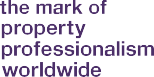 the mark of
property
professionalism
worldwide